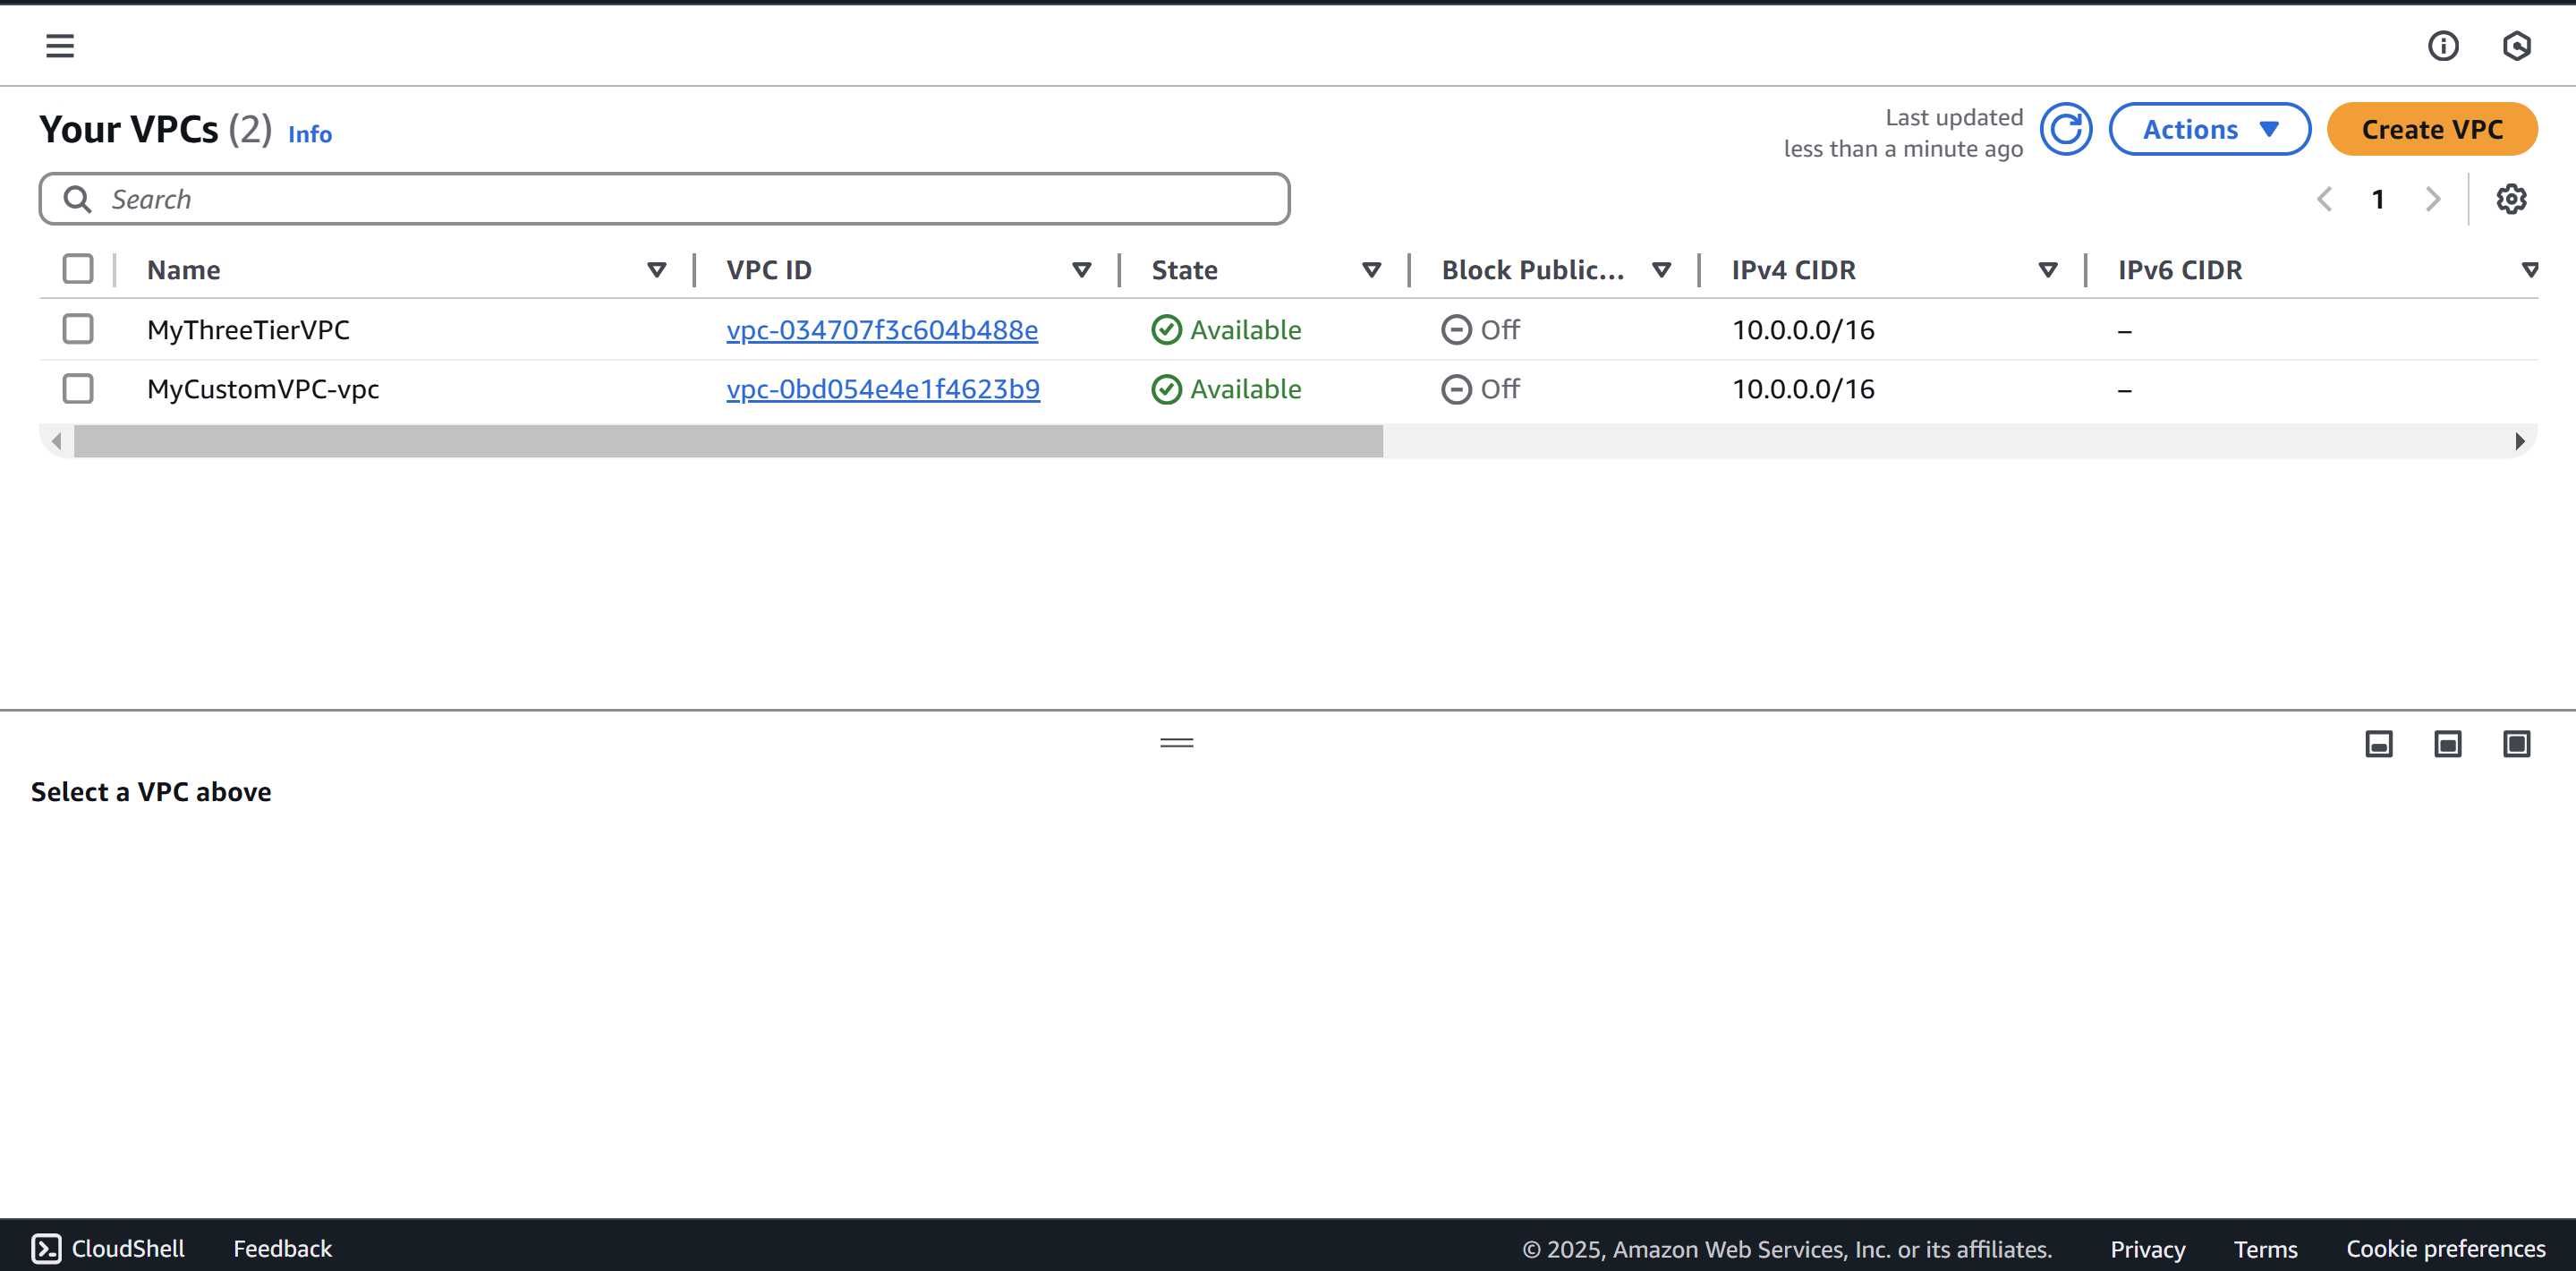 Your VPCs (2) Info
Last updated
less than a minute ago
Actions
Create VPC
Search
1
Name VPC ID State Block Public... IPv4 CIDR IPv6 CIDR
MyThreeTierVPC vpc-034707f3c604b488e Available Off 10.0.0.0/16 –
MyCustomVPC-vpc vpc-0bd054e4e1f4623b9 Available Off 10.0.0.0/16 –
Select a VPC above
CloudShell Feedback © 2025, Amazon Web Services, Inc. or its affiliates. Privacy Terms Cookie preferences